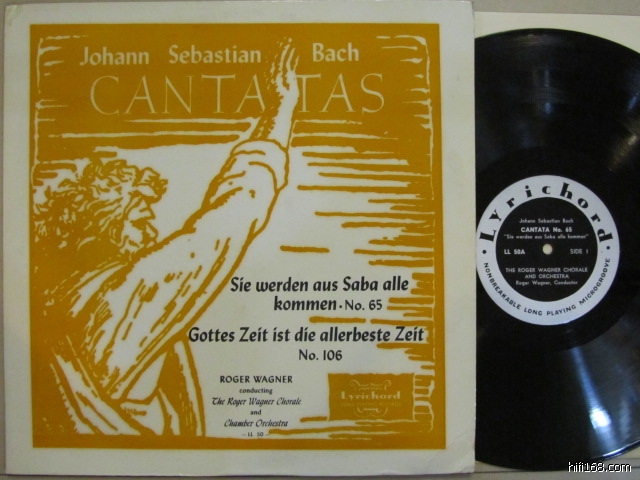 Johann Sebastian Bach
CANTATAS
Sie werden aus Saba alle
kommen • No. 65
Gottes Zeit ist die allerbeste Zeit
No. 106
ROGER WAGNER
conducting
The Roger Wagner Chorale
and
Chamber Orchestra
– LL 50 –
Lyrichord
• Lyrichord •
Johann Sebastian Bach
CANTATA No. 65
"Sie werden aus Saba alle kommen"
LL 50A SIDE 1
THE ROGER WAGNER CHORALE
AND ORCHESTRA
Roger Wagner, Conductor
NONBREAKABLE LONG PLAYING MICROGROOVE
hifi168.com